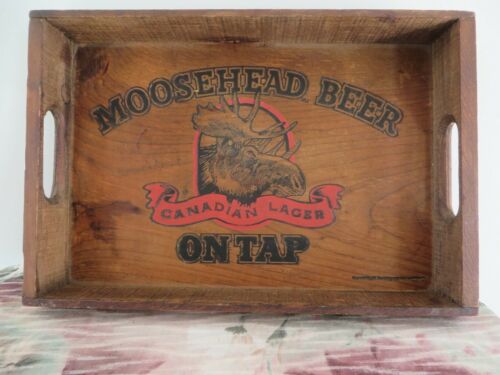 MOOSEHEAD BEER
CANADIAN LAGER
ON TAP